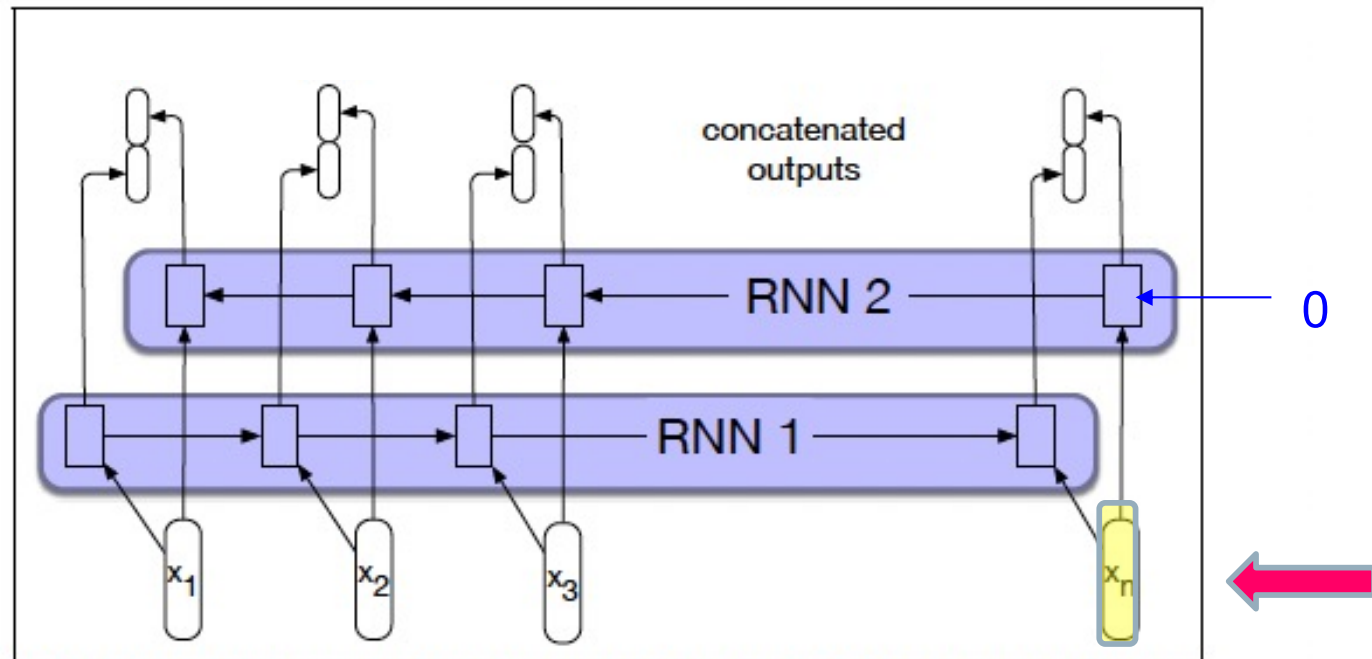 concatenated
outputs
RNN 2
0
RNN 1
x1
x2
x3
xn